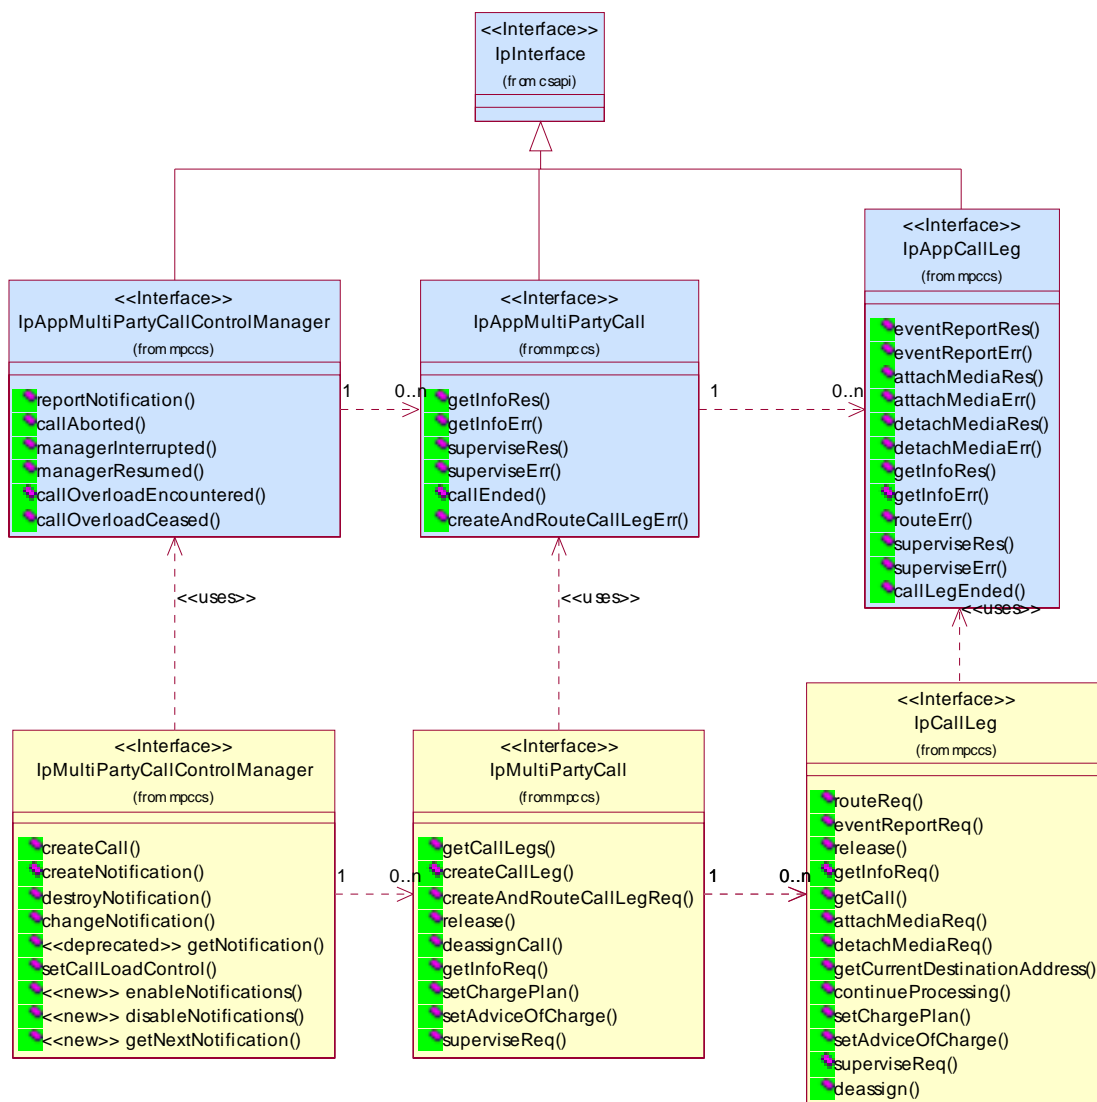 <<Interface>>
IpInterface
(from csapi)
<<Interface>>
IpAppCallLeg
(from mpccs)
eventReportRes()
eventReportErr()
attachMediaRes()
attachMediaErr()
detachMediaRes()
detachMediaErr()
getInfoRes()
getInfoErr()
routeErr()
superviseRes()
superviseErr()
callLegEnded()
<<Interface>>
IpAppMultiPartyCallControlManager
(from mpccs)
reportNotification()
callAborted()
managerInterrupted()
managerResumed()
callOverloadEncountered()
callOverloadCeased()
1
0..n
<<Interface>>
IpAppMultiPartyCall
(from mpccs)
getInfoRes()
getInfoErr()
superviseRes()
superviseErr()
callEnded()
createAndRouteCallLegErr()
1
0..n
<<uses>>
<<uses>>
<<uses>>
<<Interface>>
IpMultiPartyCallControlManager
(from mpccs)
createCall()
createNotification()
destroyNotification()
changeNotification()
<<deprecated>> getNotification()
setCallLoadControl()
<<new>> enableNotifications()
<<new>> disableNotifications()
<<new>> getNextNotification()
1
0..n
<<Interface>>
IpMultiPartyCall
(from mpccs)
getCallLegs()
createCallLeg()
createAndRouteCallLegReq()
release()
deassignCall()
getInfoReq()
setChargePlan()
setAdviceOfCharge()
superviseReq()
1
0..n
<<Interface>>
IpCallLeg
(from mpccs)
routeReq()
eventReportReq()
release()
getInfoReq()
getCall()
attachMediaReq()
detachMediaReq()
getCurrentDestinationAddress()
continueProcessing()
setChargePlan()
setAdviceOfCharge()
superviseReq()
deassign()